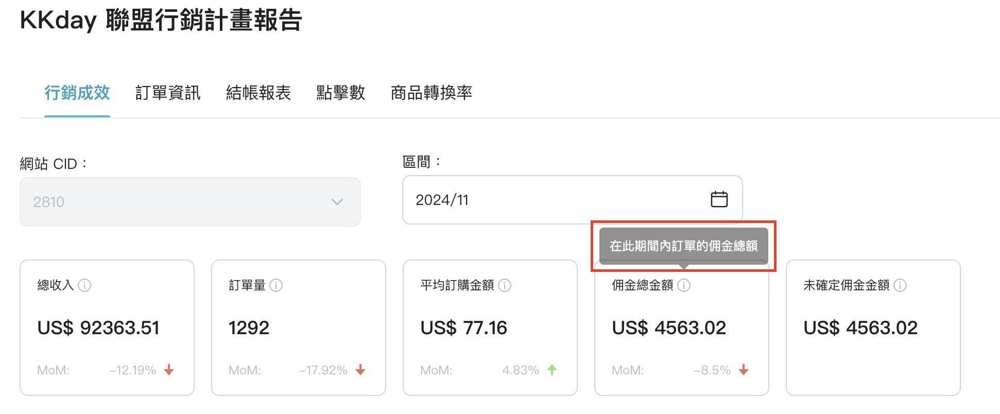 KKday 聯盟行銷計畫報告
行銷成效 訂單資訊 結帳報表 點擊數 商品轉換率
網站 CID：
2810
區間：
2024/11
在此期間內訂單的佣金總額
總收入
US$ 92363.51
MoM: -12.19%
訂單量
1292
MoM: -17.92%
平均訂購金額
US$ 77.16
MoM: 4.83%
佣金總金額
US$ 4563.02
MoM: -8.5%
未確定佣金金額
US$ 4563.02